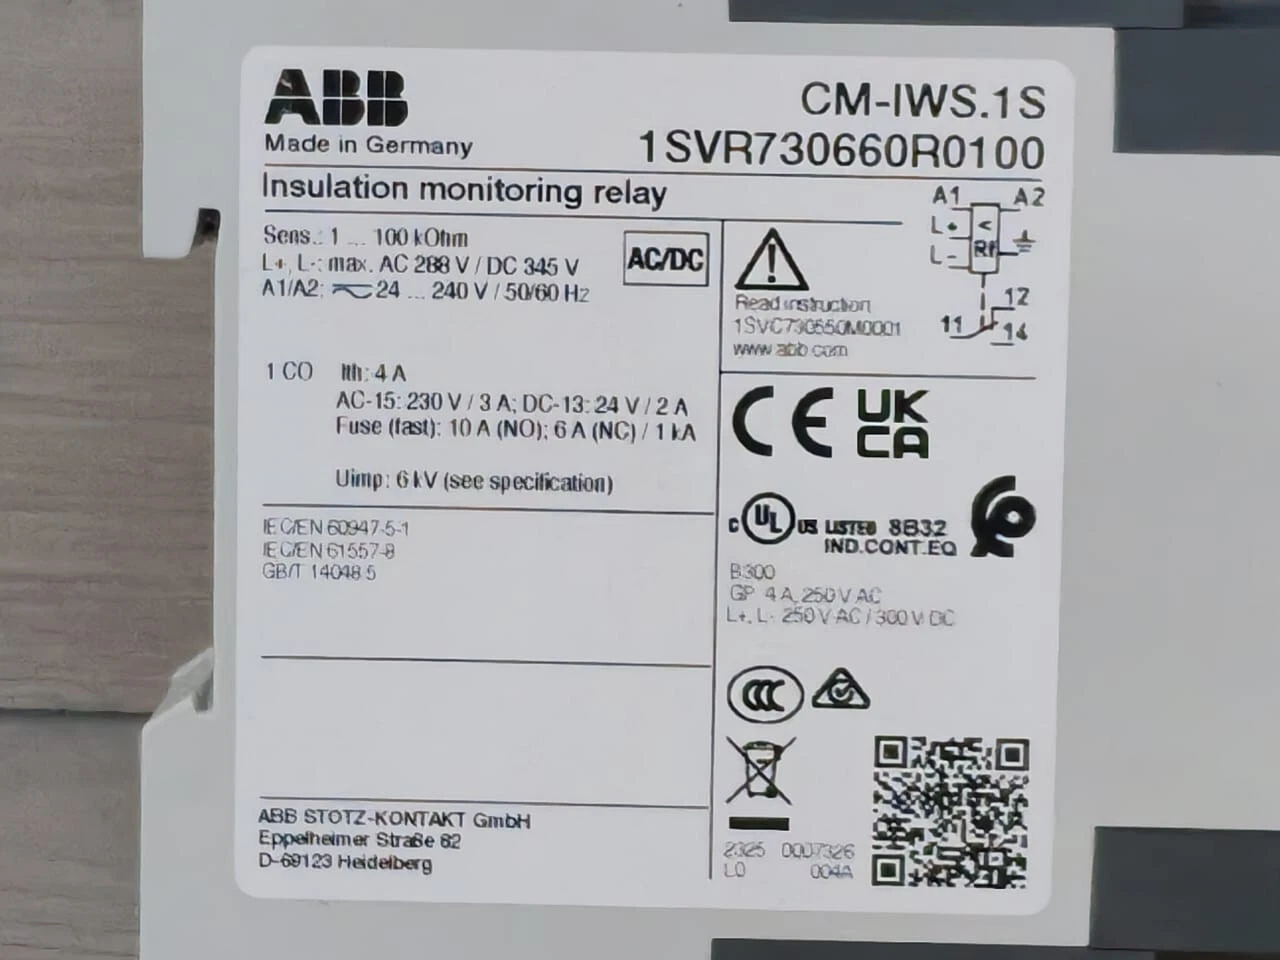 ABB
Made in Germany
CM-IWS.1S
1SVR730660R0100
Insulation monitoring relay
Sens.: 1 ... 100 kOhm
L+, L-: max. AC 288 V / DC 345 V
A1/A2: 24 ... 240 V / 50/60 Hz
AC/DC
1 CO Ith: 4 A
AC-15: 230 V / 3 A; DC-13: 24 V / 2 A
Fuse (fast): 10 A (NO); 6 A (NC) / 1 kA
Uimp: 6 kV (see specification)
IEC/EN 60947-5-1
IEC/EN 61557-8
GB/T 14048.5
ABB STOTZ-KONTAKT GmbH
Eppelheimer Straße 82
D-69123 Heidelberg
Read instruction
www.abb.com
A1 A2
L+ <
L- Rf
12
11 14
CE UK
CA
c UL US LISTED 8B32
IND.CONT.EQ
B300
GP 4 A, 250 V AC
L+, L- 250 V AC / 300 V DC
CCC
2325 0007326
L0 004A